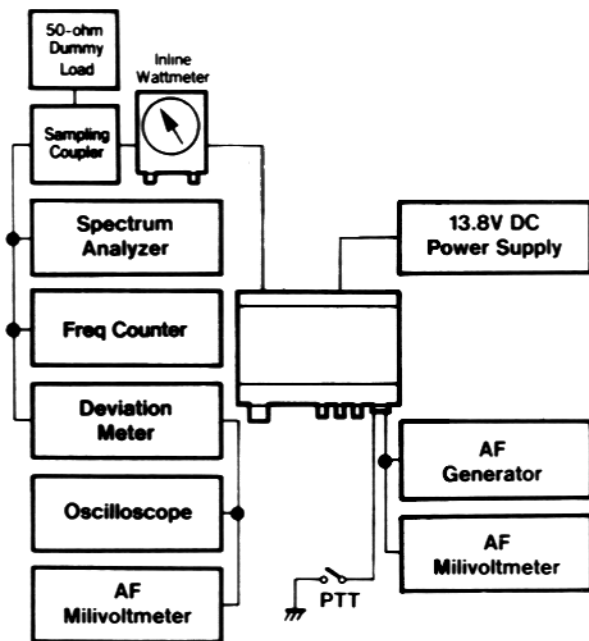 50-ohm
Dummy
Load
Inline
Wattmeter
Sampling
Coupler
Spectrum
Analyzer
13.8V DC
Power Supply
Freq Counter
Deviation
Meter
AF
Generator
Oscilloscope
AF
Milivoltmeter
AF
Milivoltmeter
PTT